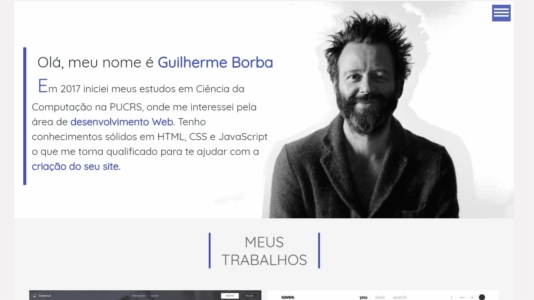 Olá, meu nome é Guilherme Borba
Em 2017 iniciei meus estudos em Ciência da
Computação na PUCRS, onde me interessei pela
área de desenvolvimento Web. Tenho
conhecimentos sólidos em HTML, CSS e JavaScript
o que me torna qualificado para te ajudar com a
criação do seu site.
MEUS
TRABALHOS